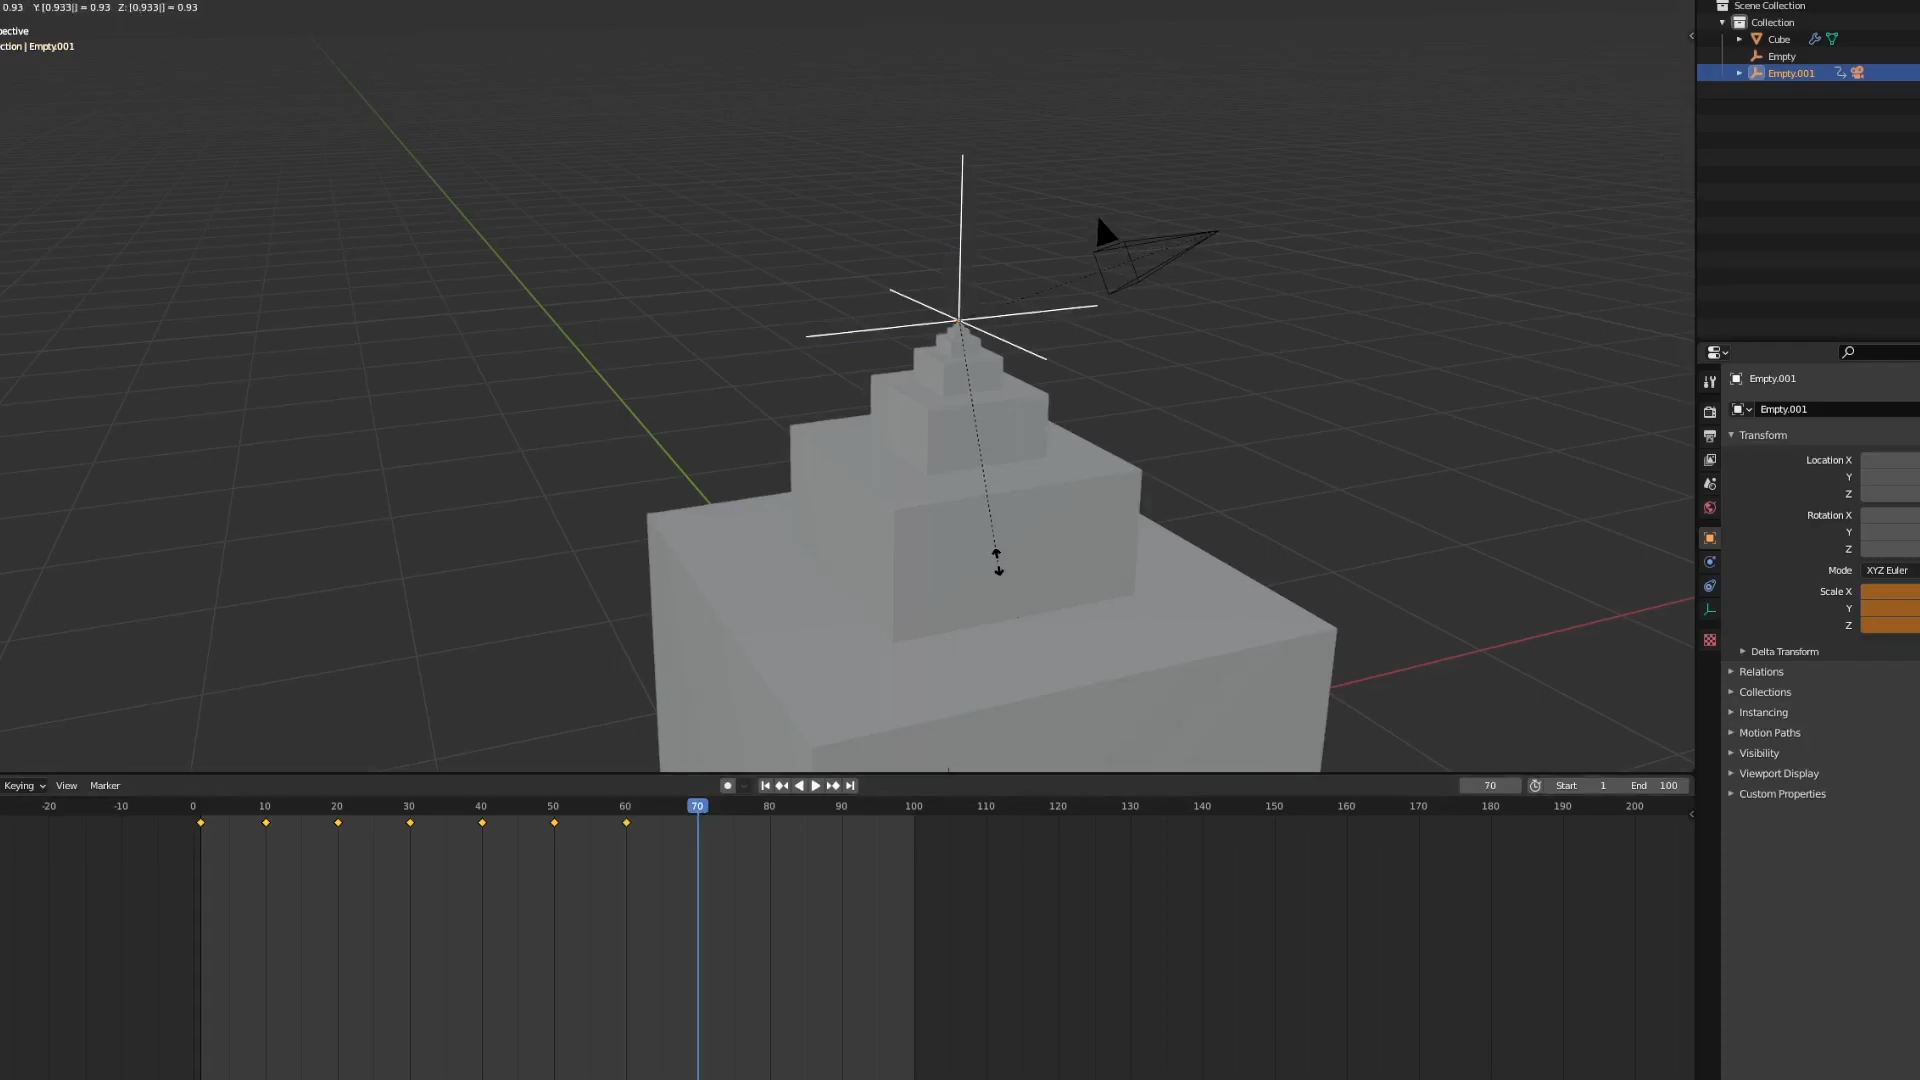 0.93 Y: [0.933|] = 0.93 Z: [0.933|] = 0.93
pective
ction | Empty.001
Scene Collection
Collection
Cube
Empty
Empty.001
Empty.001
Empty.001
Transform
Location X
Y
Z
Rotation X
Y
Z
Mode XYZ Euler
Scale X
Y
Z
Delta Transform
Relations
Collections
Instancing
Motion Paths
Visibility
Viewport Display
Custom Properties
Keying View Marker 70 Start 1 End 100
-20 -10 0 10 20 30 40 50 60 70 80 90 100 110 120 130 140 150 160 170 180 190 200